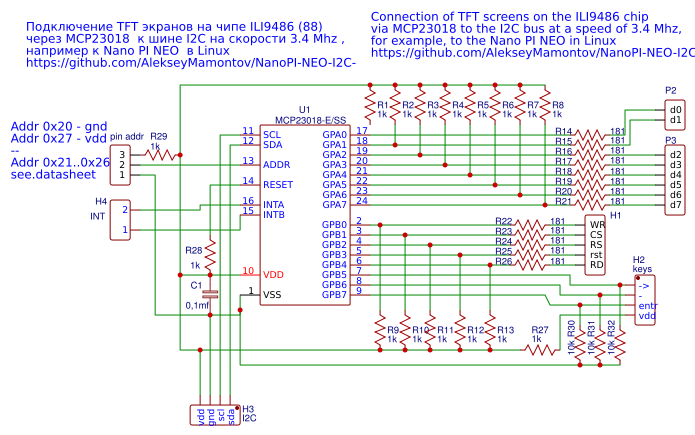 Подключение TFT экранов на чипе ILI9486 (88)
через MCP23018 к шине I2C на скорости 3.4 Mhz ,
например к Nano PI NEO в Linux
https://github.com/AlekseyMamontov/NanoPI-NEO-I2C-
Connection of TFT screens on the ILI9486 chip
via MCP23018 to the I2C bus at a speed of 3.4 Mhz,
for example, to the Nano PI NEO in Linux
https://github.com/AlekseyMamontov/NanoPI-NEO-I2C
Addr 0x20 - gnd
Addr 0x27 - vdd
--
Addr 0x21..0x26
see.datasheet
pin addr
3
2
1
R29
1k
H4
INT
2
1
U1
MCP23018-E/SS
11 SCL
12 SDA
13 ADDR
14 RESET
16 INTA
15 INTB
10 VDD
1 VSS
GPA0 17
GPA1 18
GPA2 19
GPA3 20
GPA4 21
GPA5 22
GPA6 23
GPA7 24
GPB0 2
GPB1 3
GPB2 4
GPB3 5
GPB4 6
GPB5 7
GPB6 8
GPB7 9
R1 1k
R2 1k
R3 1k
R4 1k
R5 1k
R6 1k
R7 1k
R8 1k
R14 181
R15 181
R16 181
R17 181
R18 181
R19 181
R20 181
R21 181
P2
d0
d1
P3
d2
d3
d4
d5
d6
d7
R22 181
R23 181
R24 181
R25 181
R26 181
H1
WR
CS
RS
rst
RD
H2
keys
->
-
entr
vdd
R28
1k
C1
0,1mf
R9 1k
R10 1k
R11 1k
R12 1k
R13 1k
R27
1k
R30 10k
R31 10k
R32 10k
H3
I2C
vdd
gnd
scl
sda